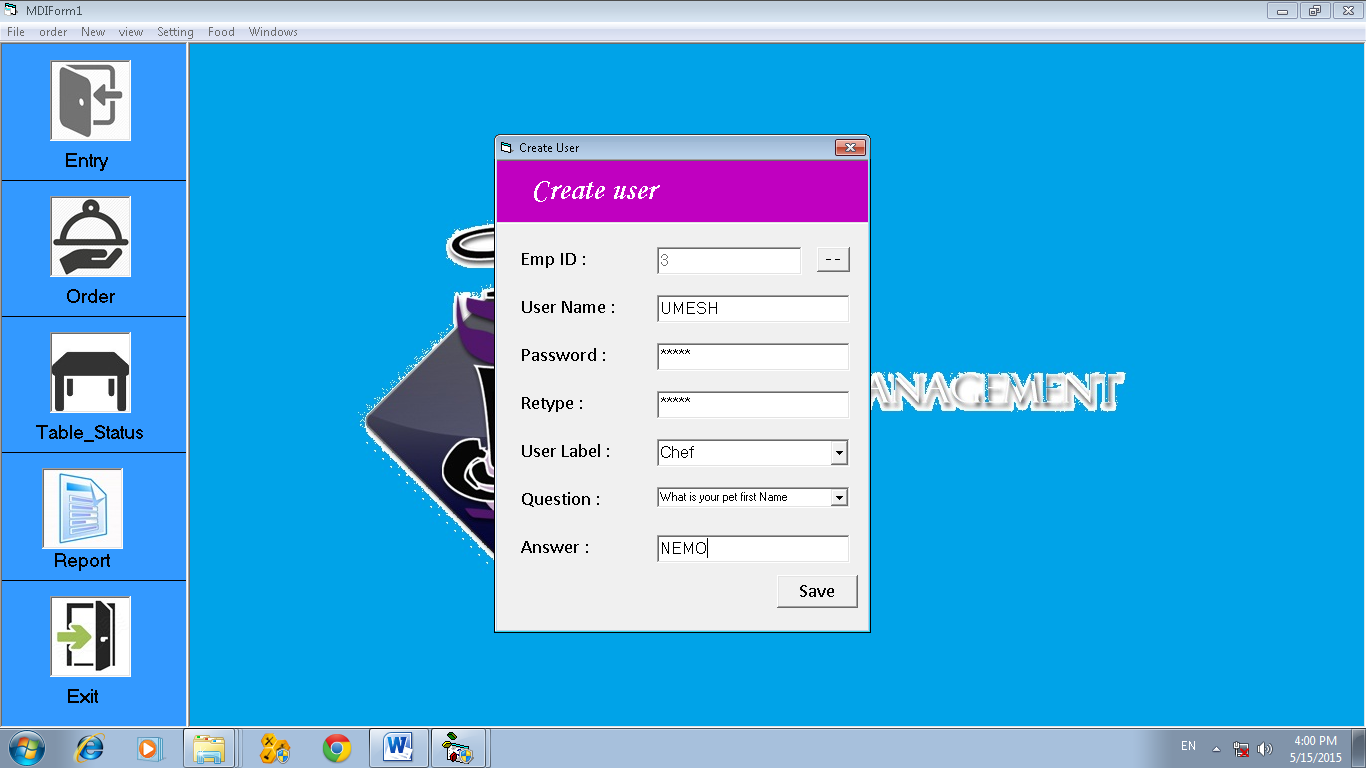 MDIForm1
File order New view Setting Food Windows
Entry
Order
Table_Status
Report
Exit
Create User
Create user
Emp ID : 3 --
User Name : UMESH
Password : *****
Retype : *****
User Label : Chef
Question : What is your pet first Name
Answer : NEMO
Save
ANAGEMENT
EN
4:00 PM
5/15/2015